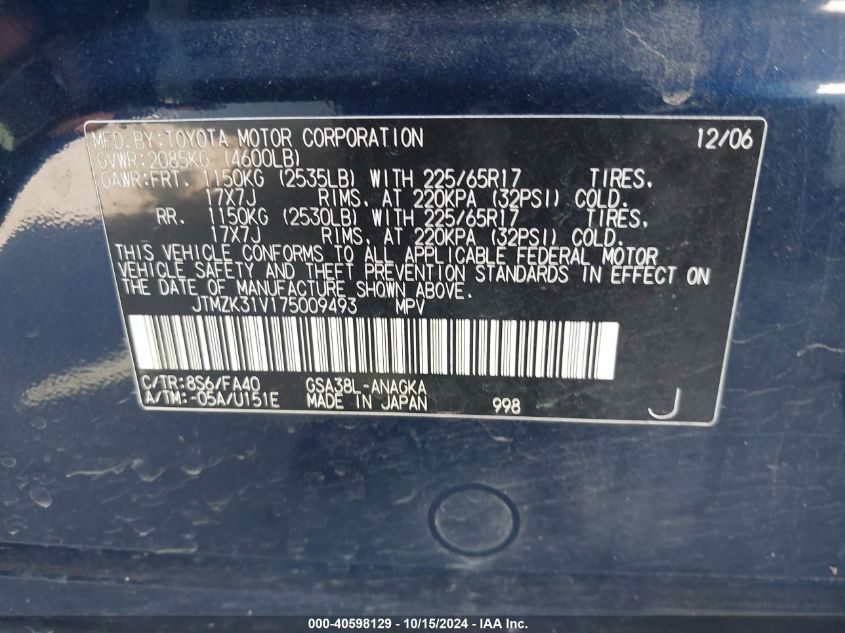 MFD.BY:TOYOTA MOTOR CORPORATION 12/06
GVWR:2085KG (4600LB)
GAWR:FRT. 1150KG (2535LB) WITH 225/65R17 TIRES,
17X7J RIMS, AT 220KPA (32PSI) COLD.
RR. 1150KG (2530LB) WITH 225/65R17 TIRES,
17X7J RIMS, AT 220KPA (32PSI) COLD.
THIS VEHICLE CONFORMS TO ALL APPLICABLE FEDERAL MOTOR
VEHICLE SAFETY AND THEFT PREVENTION STANDARDS IN EFFECT ON
THE DATE OF MANUFACTURE SHOWN ABOVE.
JTMZK31V175009493 MPV
C/TR:8S6/FA40 GSA38L-ANAGKA
A/TM:-05A/U151E MADE IN JAPAN 998 J
000-40598129 - 10/15/2024 - IAA Inc.